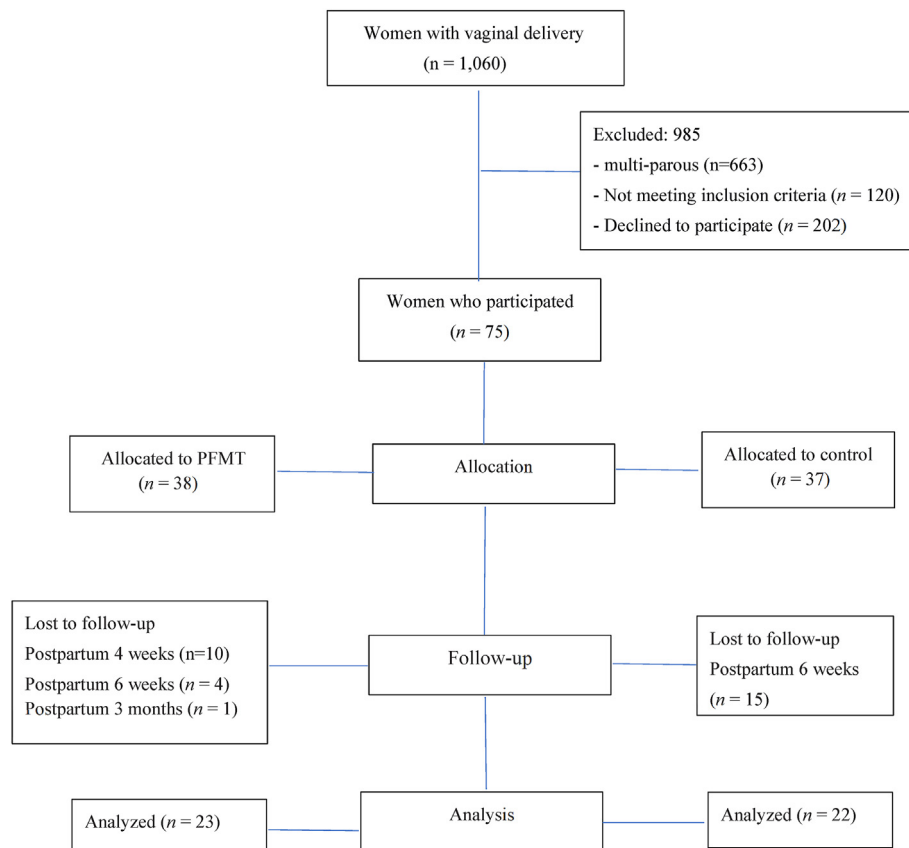 Women with vaginal delivery
(n = 1,060)
Excluded: 985
- multi-parous (n=663)
- Not meeting inclusion criteria (n = 120)
- Declined to participate (n = 202)
Women who participated
(n = 75)
Allocated to PFMT
(n = 38)
Allocation
Allocated to control
(n = 37)
Lost to follow-up
Postpartum 4 weeks (n=10)
Postpartum 6 weeks (n = 4)
Postpartum 3 months (n = 1)
Follow-up
Lost to follow-up
Postpartum 6 weeks
(n = 15)
Analyzed (n = 23)
Analysis
Analyzed (n = 22)